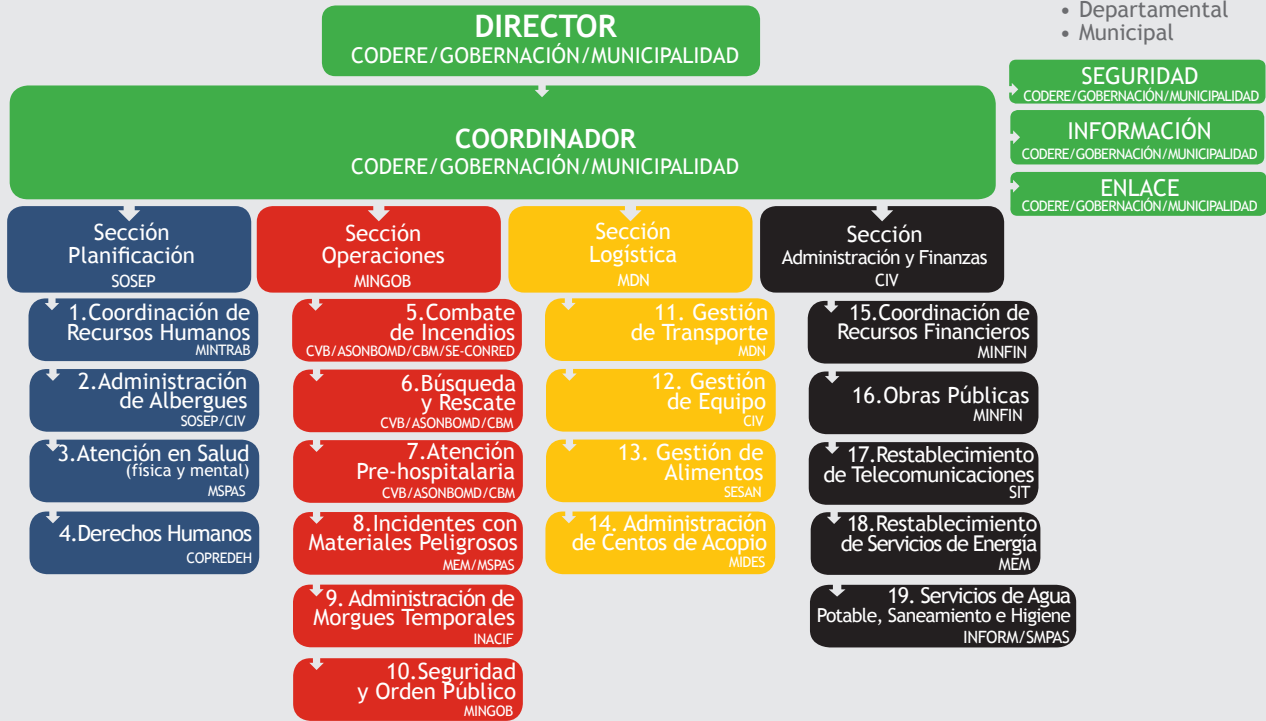 • Departamental
• Municipal
DIRECTOR
CODERE/GOBERNACIÓN/MUNICIPALIDAD
COORDINADOR
CODERE/GOBERNACIÓN/MUNICIPALIDAD
SEGURIDAD
CODERE/GOBERNACIÓN/MUNICIPALIDAD
INFORMACIÓN
CODERE/GOBERNACIÓN/MUNICIPALIDAD
ENLACE
CODERE/GOBERNACIÓN/MUNICIPALIDAD
Sección
Planificación
SOSEP
1.Coordinación de
Recursos Humanos
MINTRAB
2.Administración
de Albergues
SOSEP/CIV
3.Atención en Salud
(física y mental)
MSPAS
4.Derechos Humanos
COPREDEH
Sección
Operaciones
MINGOB
5.Combate
de Incendios
CVB/ASONBOMD/CBM/SE-CONRED
6.Búsqueda
y Rescate
CVB/ASONBOMD/CBM
7.Atención
Pre-hospitalaria
CVB/ASONBOMD/CBM
8.Incidentes con
Materiales Peligrosos
MEM/MSPAS
9. Administración de
Morgues Temporales
INACIF
10.Seguridad
y Orden Público
MINGOB
Sección
Logística
MDN
11. Gestión
de Transporte
MDN
12. Gestión
de Equipo
CIV
13. Gestión de
Alimentos
SESAN
14. Administración
de Centos de Acopio
MIDES
Sección
Administración y Finanzas
CIV
15.Coordinación de
Recursos Financieros
MINFIN
16.Obras Públicas
MINFIN
17.Restablecimiento
de Telecomunicaciones
SIT
18.Restablecimiento
de Servicios de Energía
MEM
19. Servicios de Agua
Potable, Saneamiento e Higiene
INFORM/SMPAS